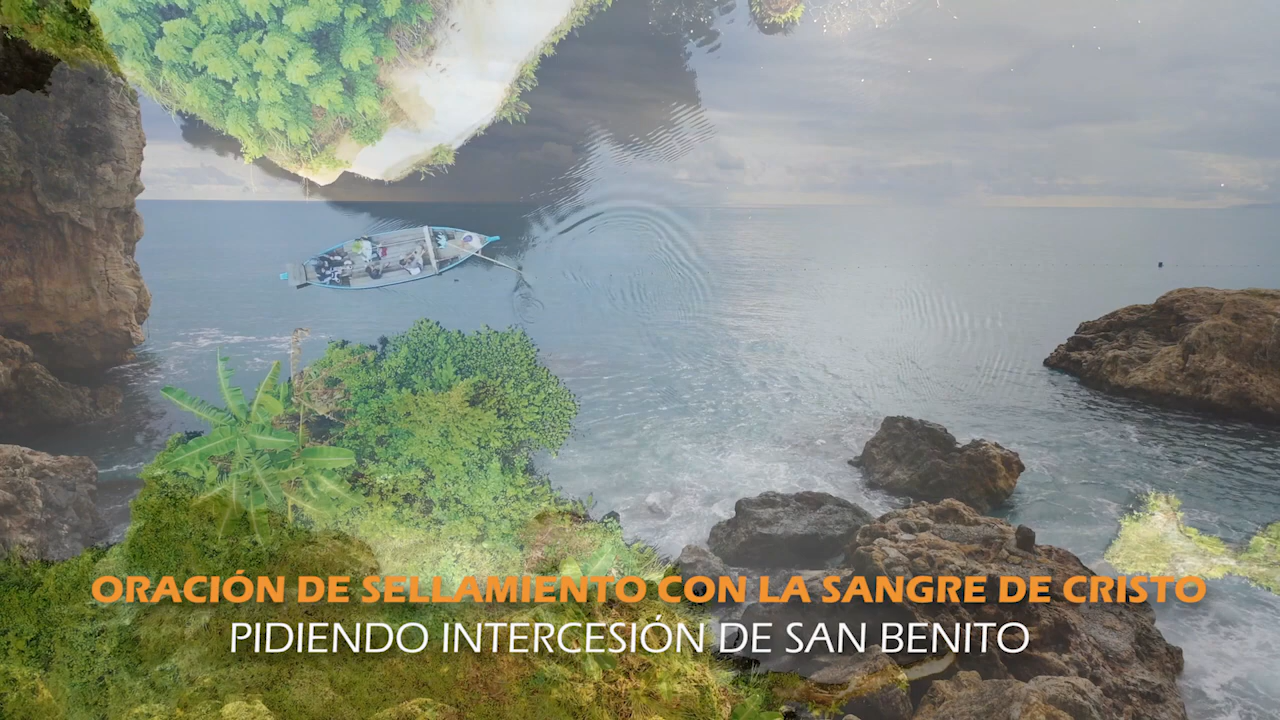 ORACIÓN DE SELLAMIENTO CON LA SANGRE DE CRISTO
PIDIENDO INTERCESIÓN DE SAN BENITO